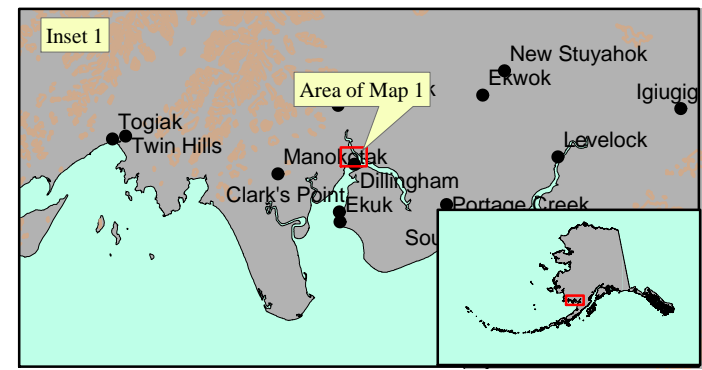 Inset 1
New Stuyahok
Ekwok
Area of Map 1
k
Igiugig
Togiak
Twin Hills
Levelock
Manokotak
Dillingham
Clark's Point
Ekuk
Portage Creek
Sou